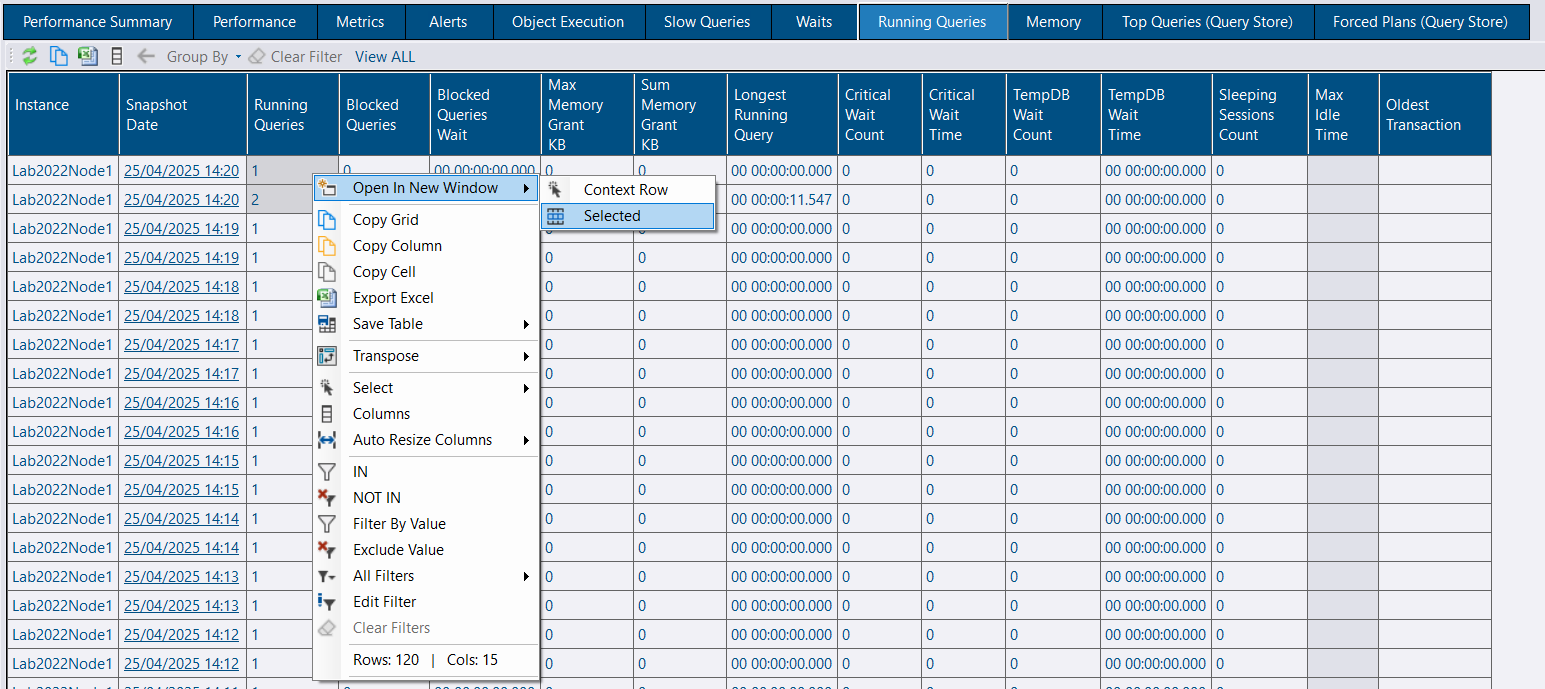 Performance Summary Performance Metrics Alerts Object Execution Slow Queries Waits Running Queries Memory Top Queries (Query Store) Forced Plans (Query Store)
Group By Clear Filter View ALL
Instance Snapshot Date Running Queries Blocked Queries Blocked Queries Wait Max Memory Grant KB Sum Memory Grant KB Longest Running Query Critical Wait Count Critical Wait Time TempDB Wait Count TempDB Wait Time Sleeping Sessions Count Max Idle Time Oldest Transaction
Lab2022Node1 25/04/2025 14:20 1 0 00 00:00:00.000 0 0 00 00:00:00.000 0 0 0 00 00:00:00.000 0
Lab2022Node1 25/04/2025 14:20 2 00 00:00:11.547 0 0 0 00 00:00:00.000 0
Lab2022Node1 25/04/2025 14:19 1 0 0 00 00:00:00.000 0 0 0 00 00:00:00.000 0
Lab2022Node1 25/04/2025 14:19 1 0 0 00 00:00:00.000 0 0 0 00 00:00:00.000 0
Lab2022Node1 25/04/2025 14:18 1 0 0 00 00:00:00.000 0 0 0 00 00:00:00.000 0
Lab2022Node1 25/04/2025 14:18 1 0 0 00 00:00:00.000 0 0 0 00 00:00:00.000 0
Lab2022Node1 25/04/2025 14:17 1 0 0 00 00:00:00.000 0 0 0 00 00:00:00.000 0
Lab2022Node1 25/04/2025 14:17 1 0 0 00 00:00:00.000 0 0 0 00 00:00:00.000 0
Lab2022Node1 25/04/2025 14:16 1 0 0 00 00:00:00.000 0 0 0 00 00:00:00.000 0
Lab2022Node1 25/04/2025 14:16 1 0 0 00 00:00:00.000 0 0 0 00 00:00:00.000 0
Lab2022Node1 25/04/2025 14:15 1 0 0 00 00:00:00.000 0 0 0 00 00:00:00.000 0
Lab2022Node1 25/04/2025 14:15 1 0 0 00 00:00:00.000 0 0 0 00 00:00:00.000 0
Lab2022Node1 25/04/2025 14:14 1 0 0 00 00:00:00.000 0 0 0 00 00:00:00.000 0
Lab2022Node1 25/04/2025 14:14 1 0 0 00 00:00:00.000 0 0 0 00 00:00:00.000 0
Lab2022Node1 25/04/2025 14:13 1 0 0 00 00:00:00.000 0 0 0 00 00:00:00.000 0
Lab2022Node1 25/04/2025 14:13 1 0 0 00 00:00:00.000 0 0 0 00 00:00:00.000 0
Lab2022Node1 25/04/2025 14:12 1 0 0 00 00:00:00.000 0 0 0 00 00:00:00.000 0
Lab2022Node1 25/04/2025 14:12 1 0 0 00 00:00:00.000 0 0 0 00 00:00:00.000 0
Open In New Window
Copy Grid
Copy Column
Copy Cell
Export Excel
Save Table
Transpose
Select
Columns
Auto Resize Columns
IN
NOT IN
Filter By Value
Exclude Value
All Filters
Edit Filter
Clear Filters
Rows: 120 | Cols: 15
Context Row
Selected